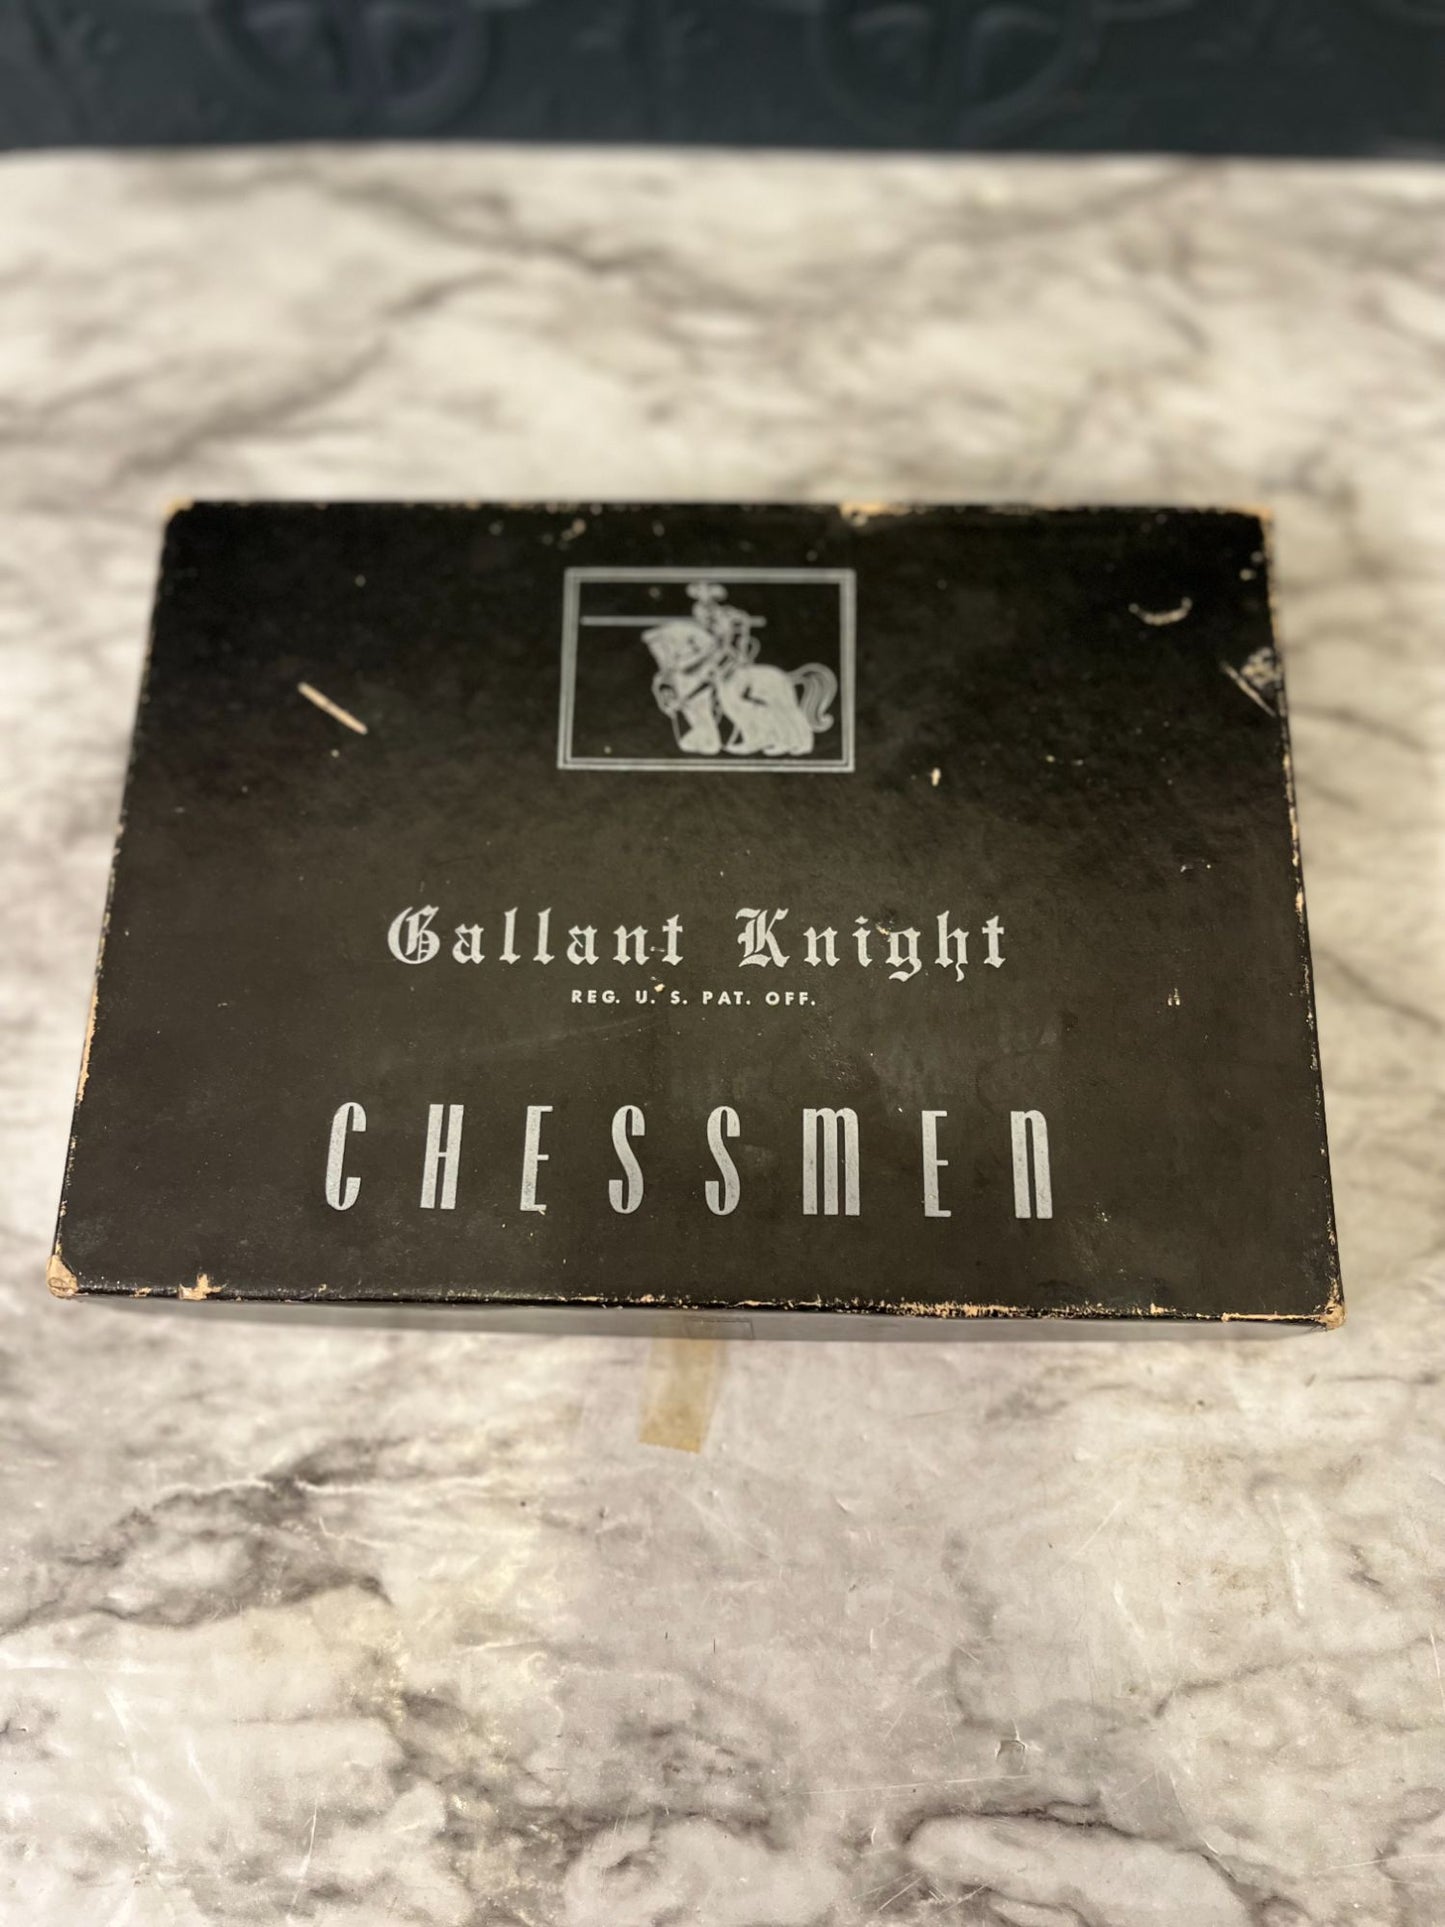 Gallant Knight
REG. U. S. PAT. OFF.
CHESSMEN